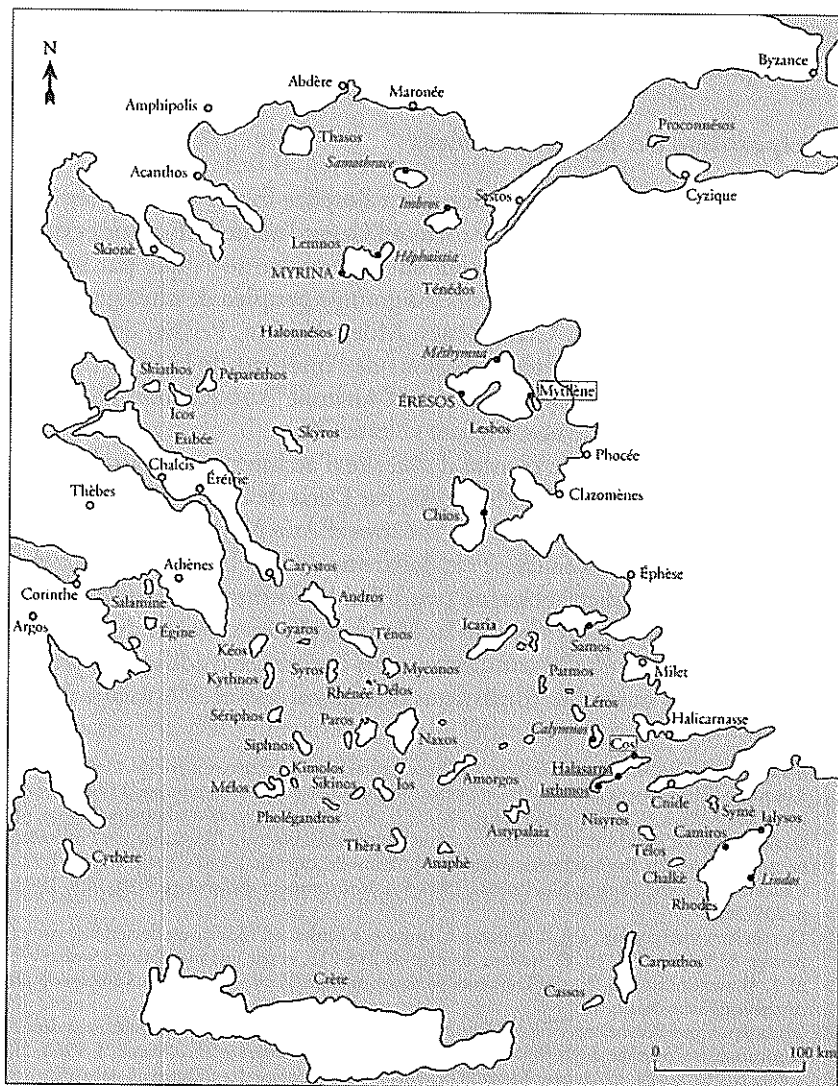 N
Byzance
Abdère
Maronée
Amphipolis
Thasos
Proconnésos
Samothrace
Acanthos
Cyzique
Sestos
Imbros
Lemnos
Héphaistia
Skioné
MYRINA
Ténédos
Halonnésos
Méthymna
Skiathos
Péparéthos
Mytilène
Icos
ÉRÉSOS
Eubée
Skyros
Lesbos
Phocée
Chalcis
Érétrie
Thèbes
Clazomènes
Chios
Athènes
Carystos
Éphèse
Corinthe
Salamine
Andros
Argos
Égine
Gyaros
Ténos
Icaria
Samos
Kéos
Milet
Kythnos
Syros
Myconos
Patmos
Rhénée
Délos
Léros
Sériphos
Paros
Halicarnasse
Siphnos
Naxos
Calymnos
Cos
Kimolos
Halasarna
Mélos
Sikinos
Ios
Amorgos
Isthmos
Cnide
Symé
Pholégandros
Astypalaia
Nisyros
Ialysos
Camiros
Théra
Télos
Cythère
Anaphè
Chalkè
Lindos
Rhodes
Crète
Carpathos
Cassos
0
100 km